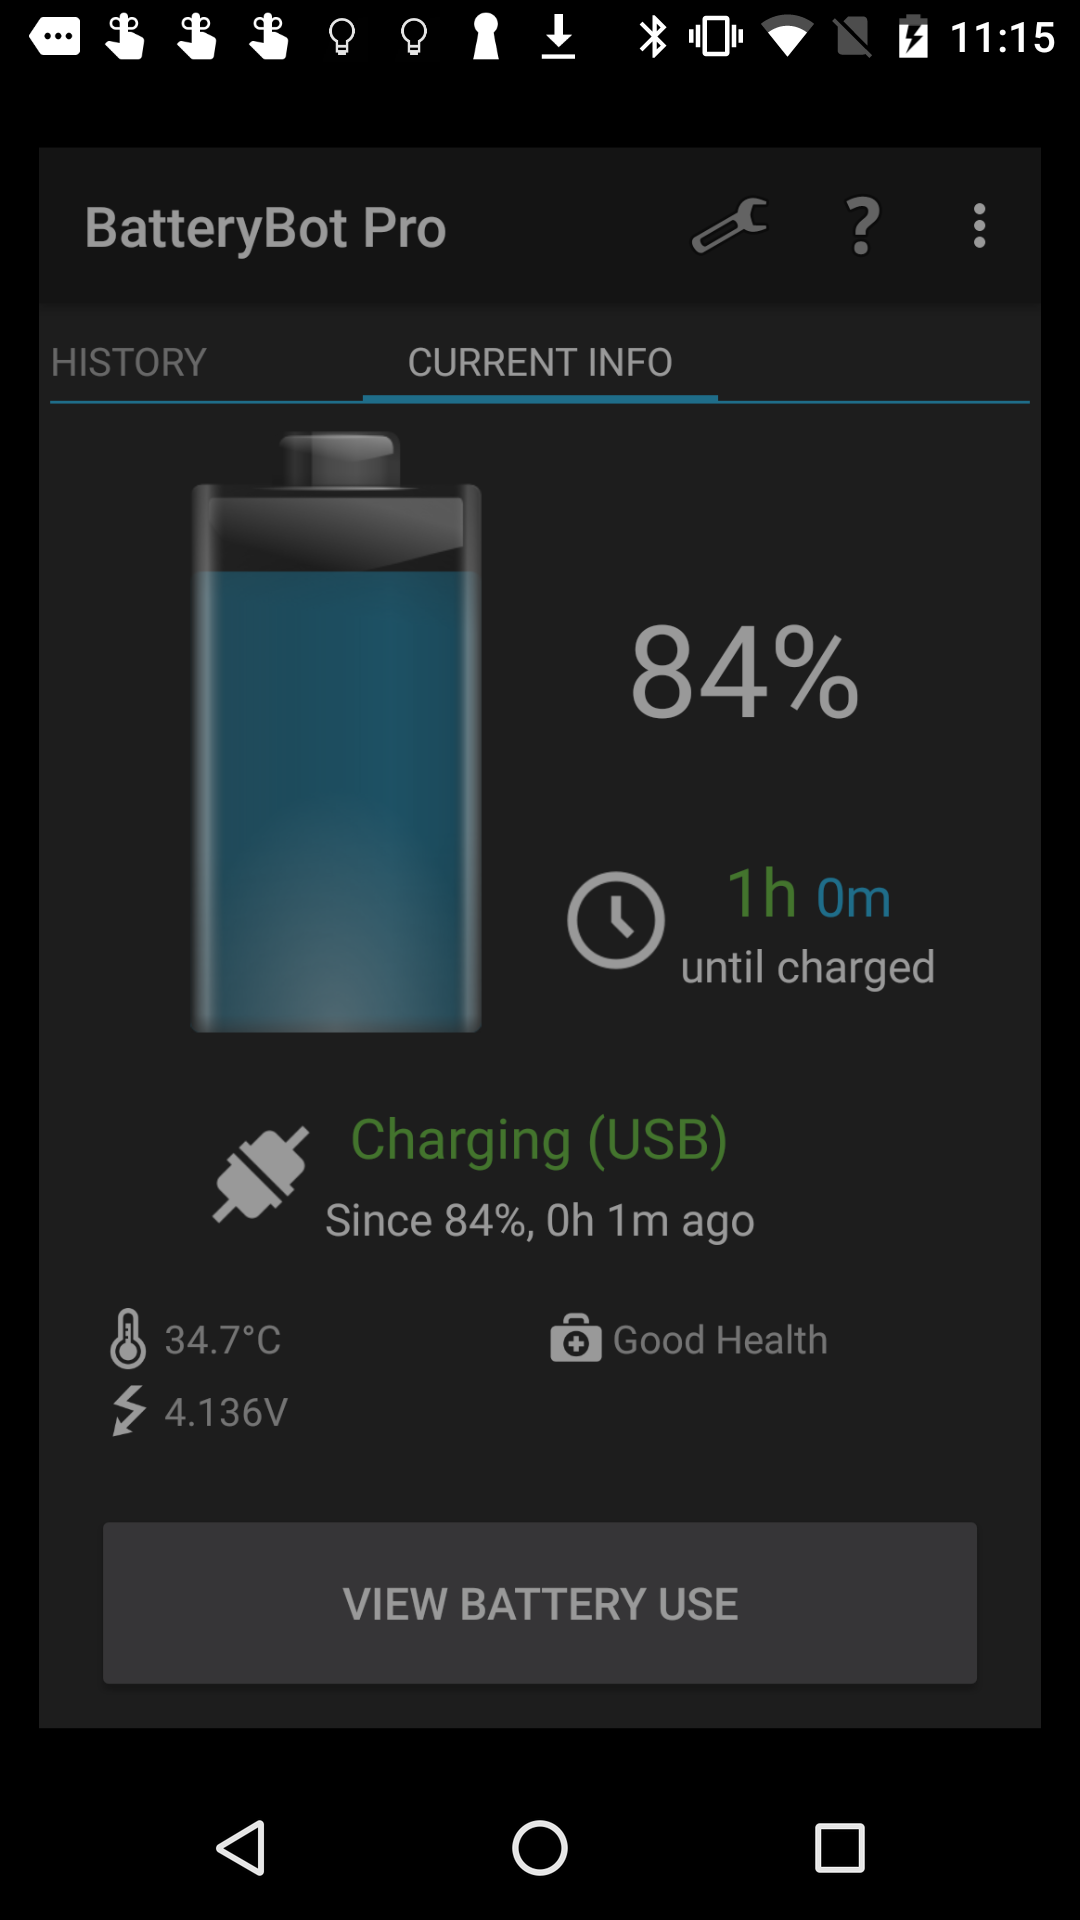 11:15
BatteryBot Pro
HISTORY
CURRENT INFO
84%
1h 0m
until charged
Charging (USB)
Since 84%, 0h 1m ago
34.7°C
Good Health
4.136V
VIEW BATTERY USE